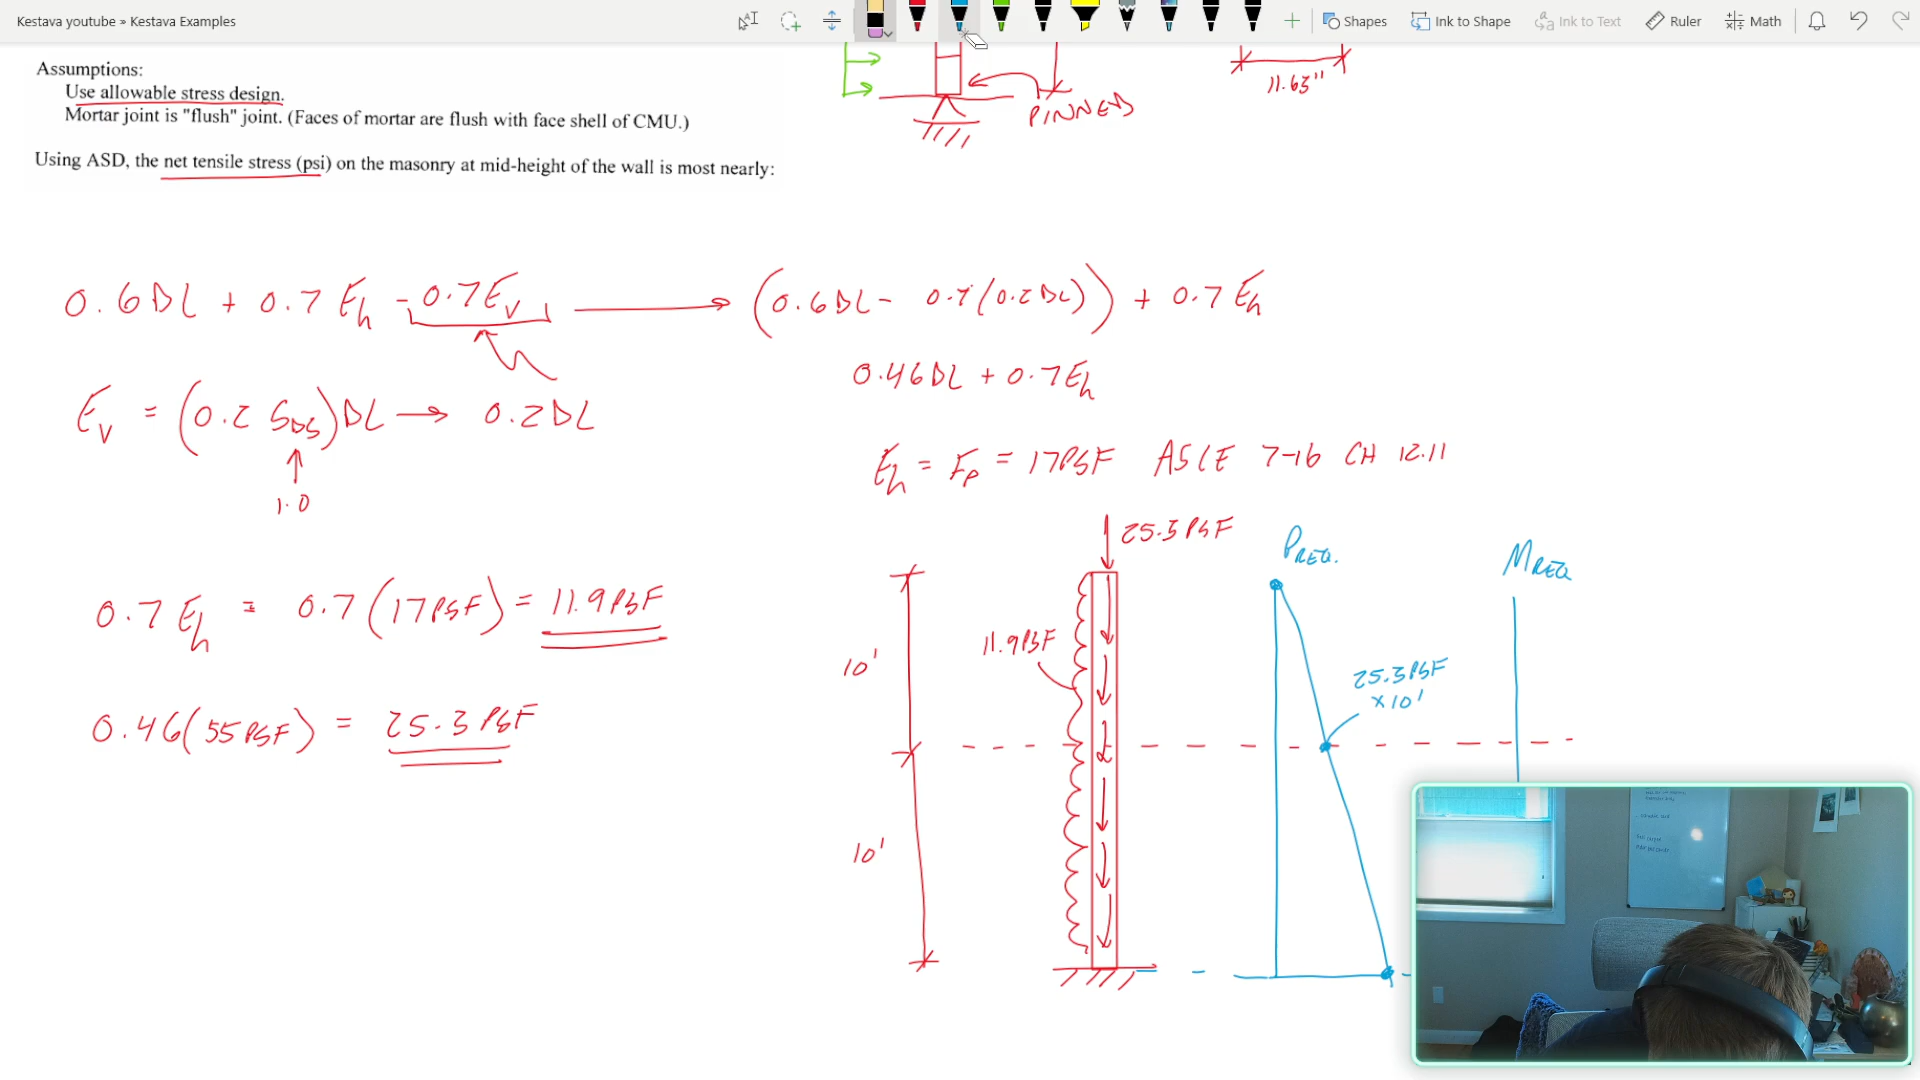 Kestava youtube » Kestava Examples
Shapes
Ink to Shape
Ink to Text
Ruler
Math
Assumptions:
Use allowable stress design.
Mortar joint is "flush" joint. (Faces of mortar are flush with face shell of CMU.)
Using ASD, the net tensile stress (psi) on the masonry at mid-height of the wall is most nearly:
PINNED
11.63"
0.6DL + 0.7Eh - 0.7Ev → (0.6DL - 0.7(0.2DL)) + 0.7Eh
0.46DL + 0.7Eh
Ev = (0.2 SDS)DL → 0.2DL
1.0
Eh = Fp = 17PSF ASCE 7-16 CH 12.11
0.7Eh = 0.7(17PSF) = 11.9PSF
0.46(55PSF) = 25.3PSF
25.3PSF
11.9PSF
10'
10'
PREQ.
25.3PSF
x10'
MREQ